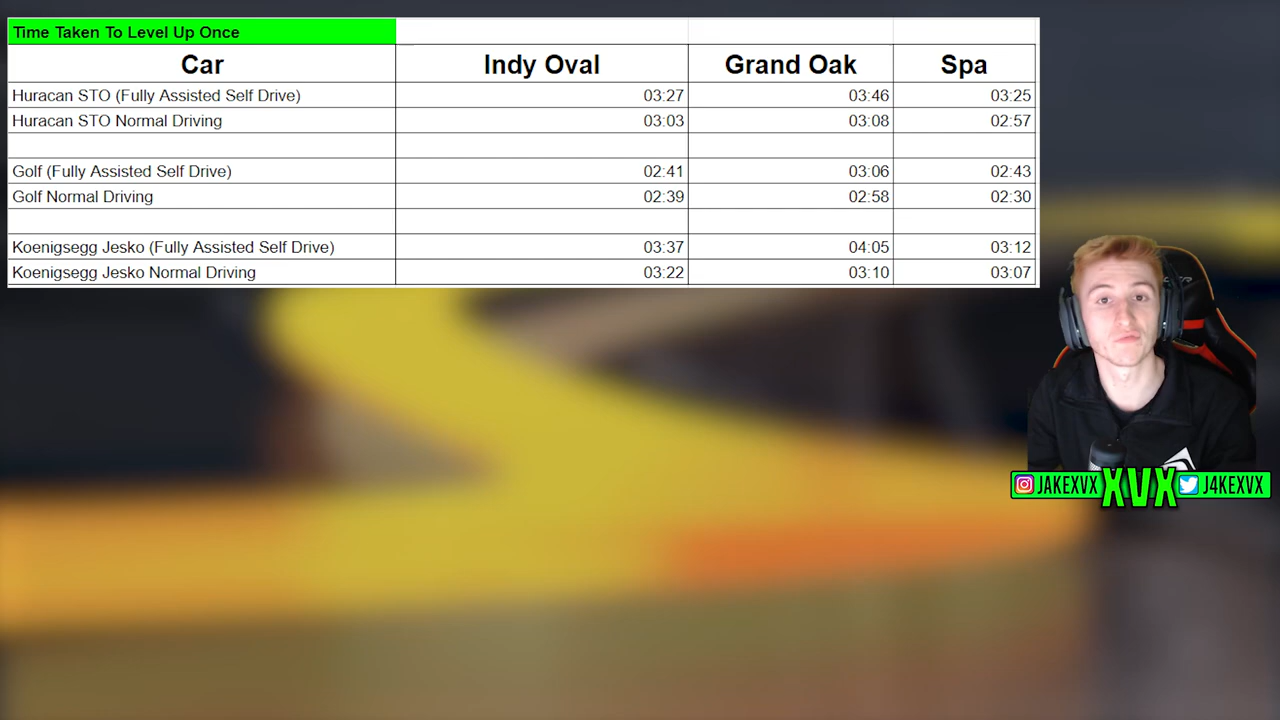 Time Taken To Level Up Once
Car Indy Oval Grand Oak Spa
Huracan STO (Fully Assisted Self Drive) 03:27 03:46 03:25
Huracan STO Normal Driving 03:03 03:08 02:57
Golf (Fully Assisted Self Drive) 02:41 03:06 02:43
Golf Normal Driving 02:39 02:58 02:30
Koenigsegg Jesko (Fully Assisted Self Drive) 03:37 04:05 03:12
Koenigsegg Jesko Normal Driving 03:22 03:10 03:07
JAKEXVX XVX J4KEXVX